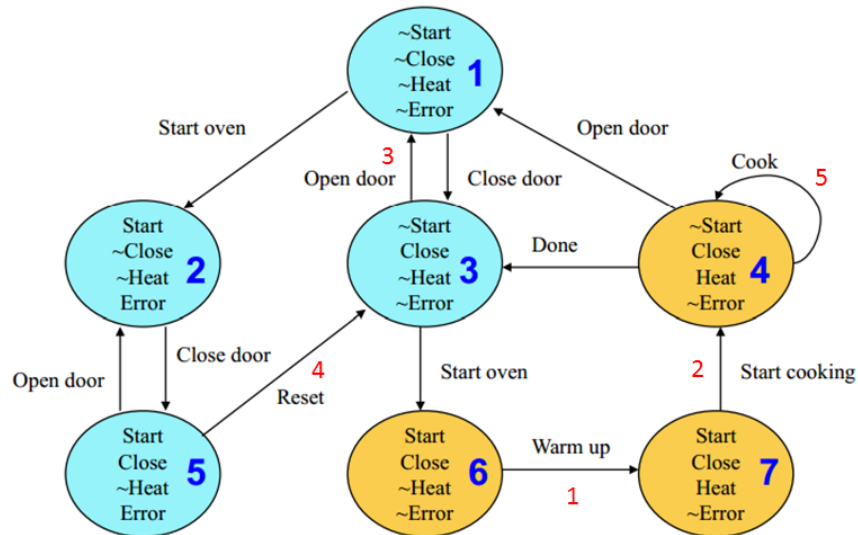 ~Start
~Close
~Heat
~Error
1
Start oven
3
Open door
Close door
Open door
Cook
5
Start
~Close
~Heat
Error
2
~Start
Close
~Heat
~Error
3
Done
~Start
Close
Heat
~Error
4
Open door
Close door
4
Reset
Start oven
2
Start cooking
Start
Close
~Heat
Error
5
Start
Close
~Heat
~Error
6
Warm up
1
Start
Close
Heat
~Error
7